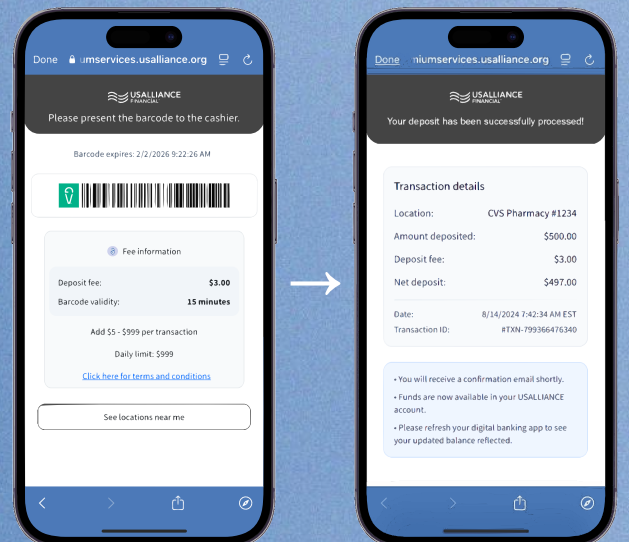 Done umservices.usalliance.org
USALLIANCE
FINANCIAL
Please present the barcode to the cashier.
Barcode expires: 2/2/2026 9:22:26 AM
Fee information
Deposit fee: $3.00
Barcode validity: 15 minutes
Add $5 - $999 per transaction
Daily limit: $999
Click here for terms and conditions
See locations near me
Done niumservices.usalliance.org
USALLIANCE
FINANCIAL
Your deposit has been successfully processed!
Transaction details
Location: CVS Pharmacy #1234
Amount deposited: $500.00
Deposit fee: $3.00
Net deposit: $497.00
Date: 8/14/2024 7:42:34 AM EST
Transaction ID: #TXN-799366476340
• You will receive a confirmation email shortly.
• Funds are now available in your USALLIANCE
account.
• Please refresh your digital banking app to see
your updated balance reflected.